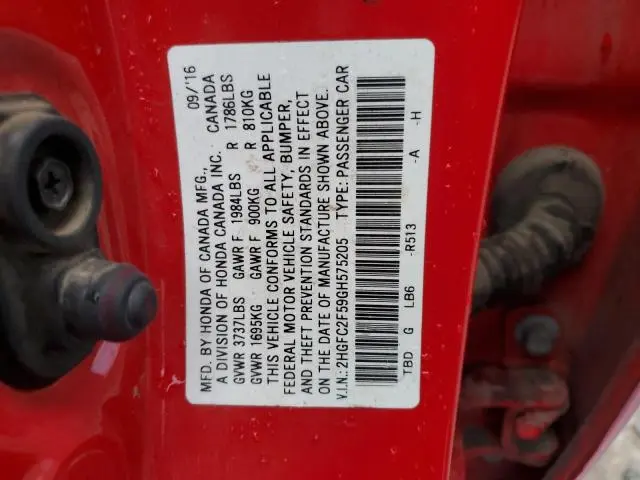 MFD. BY HONDA OF CANADA MFG., 09/'16
A DIVISION OF HONDA CANADA INC. CANADA
GVWR 3737LBS GAWR F 1984LBS R 1786LBS
GVWR 1695KG GAWR F 900KG R 810KG
THIS VEHICLE CONFORMS TO ALL APPLICABLE
FEDERAL MOTOR VEHICLE SAFETY, BUMPER,
AND THEFT PREVENTION STANDARDS IN EFFECT
ON THE DATE OF MANUFACTURE SHOWN ABOVE.
V.I.N.: 2HGFC2F59GH575205 TYPE: PASSENGER CAR
TBD G LB6 -R513 -A -H